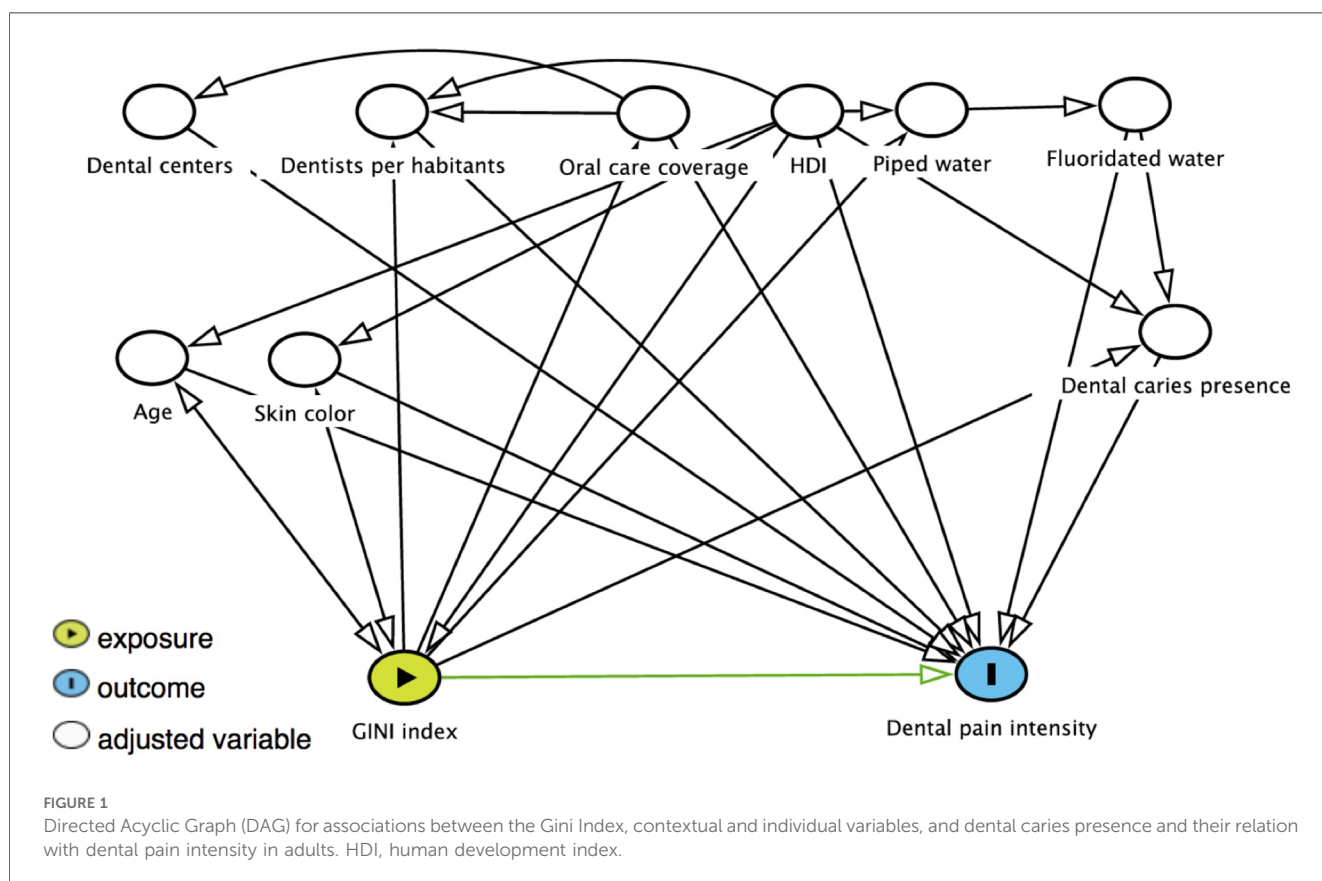 Dental centers
Dentists per habitants
Oral care coverage
HDI
Piped water
Fluoridated water
Age
Skin color
Dental caries presence
exposure
outcome
adjusted variable
GINI index
Dental pain intensity
FIGURE 1
Directed Acyclic Graph (DAG) for associations between the Gini Index, contextual and individual variables, and dental caries presence and their relation
with dental pain intensity in adults. HDI, human development index.